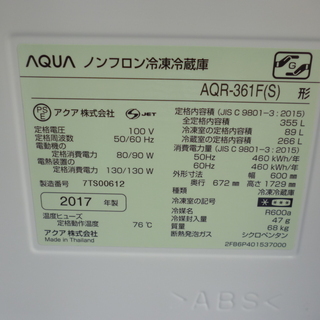 AQUA ノンフロン冷凍冷蔵庫
AQR-361F(S) 形
PSE アクア株式会社 JET
定格電圧 100 V
定格周波数 50/60 Hz
電動機の
定格消費電力 80/90 W
電熱装置の
定格消費電力 130/130 W
製造番号 7TS00612
2017 年製
温度ヒューズ
定格動作温度 76℃
アクア株式会社
Made in Thailand
定格内容積 (JIS C 9801-3:2015)
全定格内容積 355 L
冷凍室の定格内容積 89 L
冷蔵室の定格内容積 266 L
消費電力量 (JIS C 9801-3:2015)
50Hz 460 kWh/年
60Hz 460 kWh/年
外形寸法 幅 600 mm
奥行 672 mm 高さ 1729 mm
種類 冷凍冷蔵庫
冷凍室の記号
冷媒名 R600a
冷媒封入量 47 g
質量 68 kg
断熱発泡ガス シクロペンタン
2FB6P401537000
>ABS<